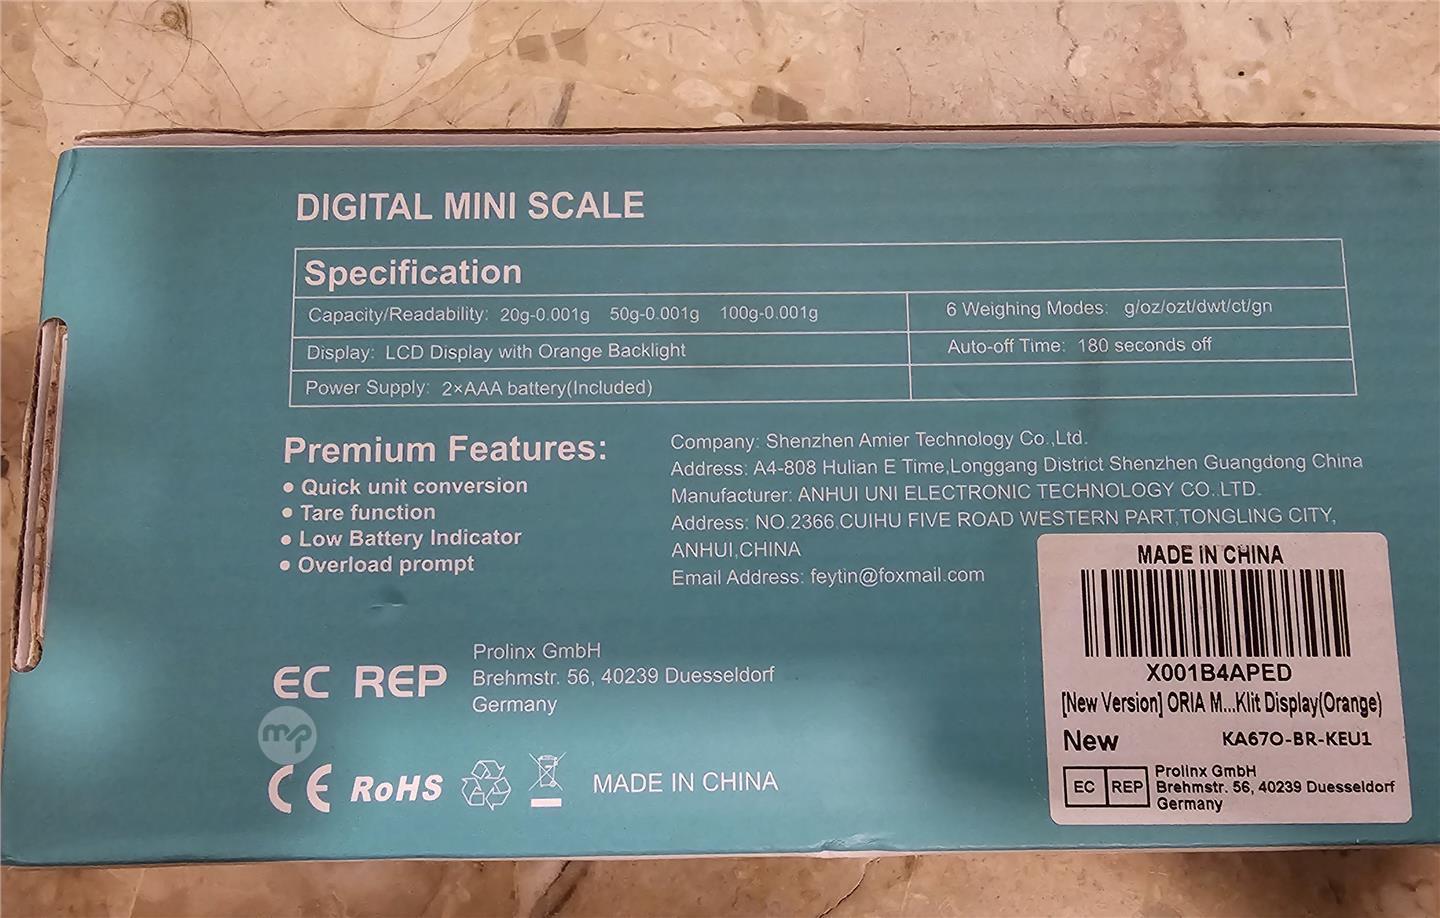 DIGITAL MINI SCALE
Specification
Capacity/Readability: 20g-0.001g 50g-0.001g 100g-0.001g
6 Weighing Modes: g/oz/ozt/dwt/ct/gn
Display: LCD Display with Orange Backlight
Auto-off Time: 180 seconds off
Power Supply: 2×AAA battery(Included)
Premium Features:
• Quick unit conversion
• Tare function
• Low Battery Indicator
• Overload prompt
Company: Shenzhen Amier Technology Co.,Ltd.
Address: A4-808 Hulian E Time,Longgang District Shenzhen Guangdong China
Manufacturer: ANHUI UNI ELECTRONIC TECHNOLOGY CO.,LTD.
Address: NO.2366,CUIHU FIVE ROAD WESTERN PART,TONGLING CITY,
ANHUI,CHINA
Email Address: feytin@foxmail.com
EC REP
Prolinx GmbH
Brehmstr. 56, 40239 Duesseldorf
Germany
mp
CE RoHS MADE IN CHINA
MADE IN CHINA
X001B4APED
[New Version] ORIA M...Klit Display(Orange)
New KA67O-BR-KEU1
EC REP
Prolinx GmbH
Brehmstr. 56, 40239 Duesseldorf
Germany